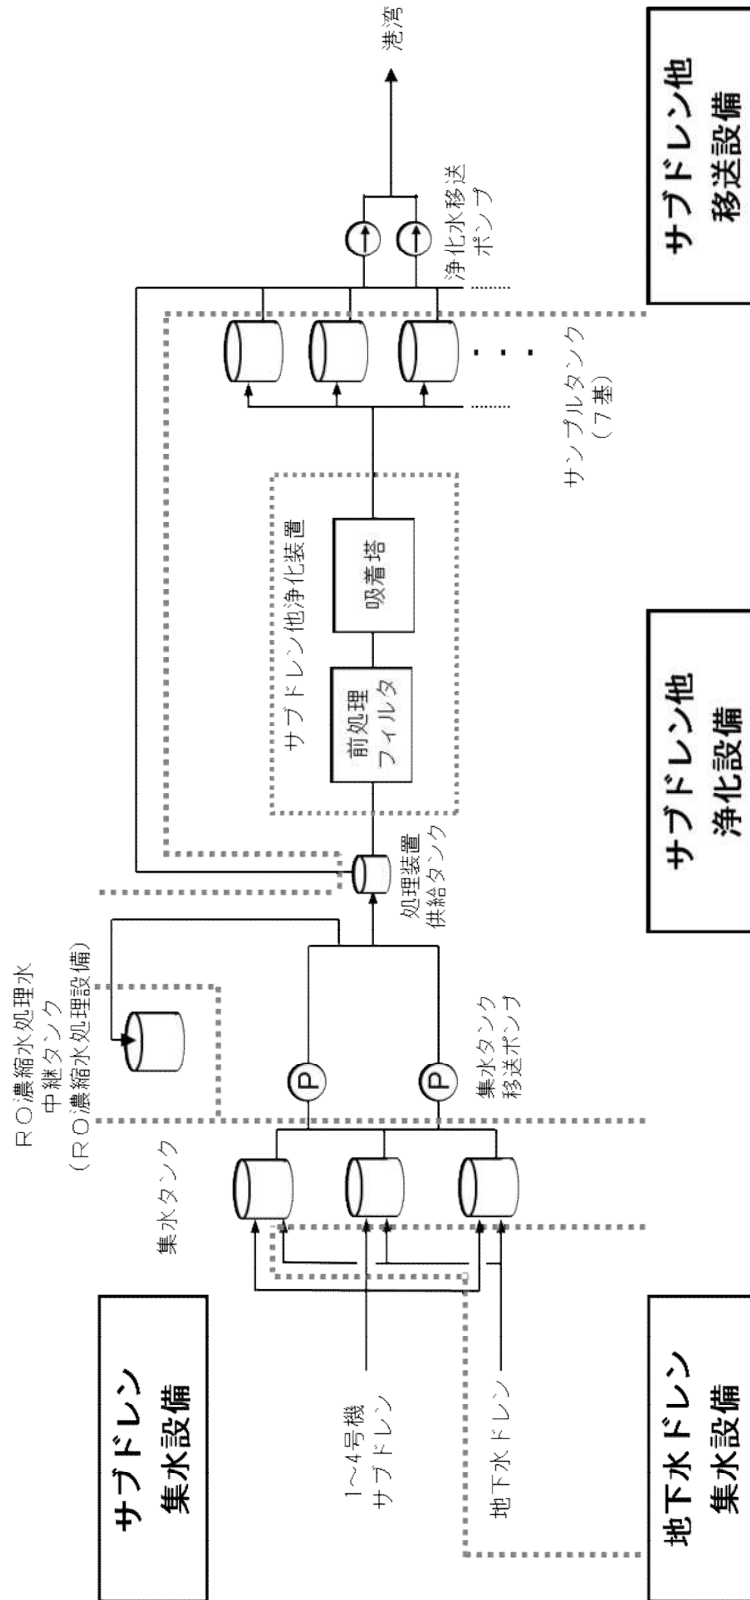 サブドレン
集水設備
地下水ドレン
集水設備
1～4号機
サブドレン
地下水ドレン
集水タンク
RO濃縮水処理水
中継タンク
(RO濃縮水処理設備)
P
P
集水タンク
移送ポンプ
処理装置
供給タンク
サブドレン他浄化装置
前処理
フィルタ
吸着塔
サブドレン他
浄化設備
サンプルタンク
(7基)
浄化水移送
ポンプ
港湾
サブドレン他
移送設備